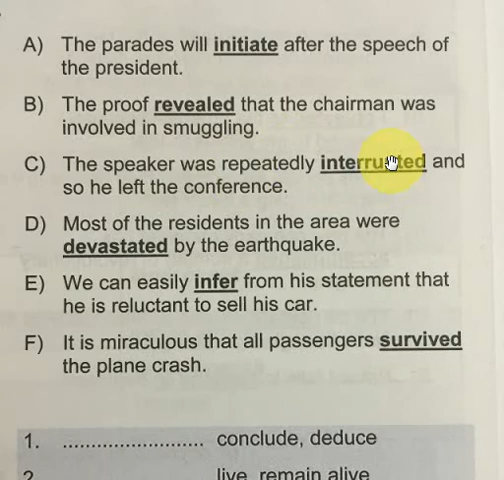 A) The parades will initiate after the speech of
the president.
B) The proof revealed that the chairman was
involved in smuggling.
C) The speaker was repeatedly interrupted and
so he left the conference.
D) Most of the residents in the area were
devastated by the earthquake.
E) We can easily infer from his statement that
he is reluctant to sell his car.
F) It is miraculous that all passengers survived
the plane crash.
1. ........................ conclude, deduce
2 live, remain alive